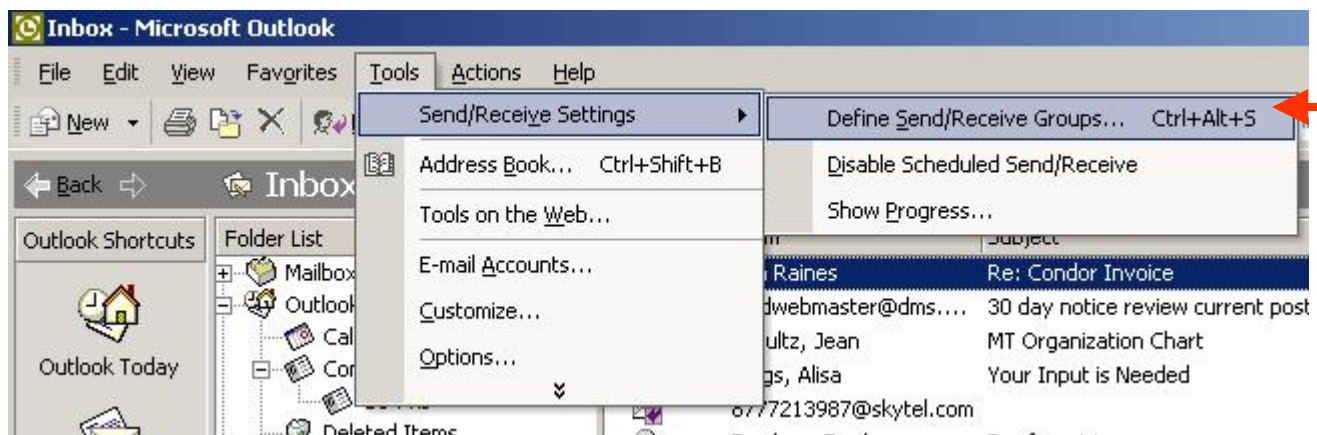 Inbox - Microsoft Outlook
File Edit View Favorites Tools Actions Help
New
Send/Receive Settings
Define Send/Receive Groups... Ctrl+Alt+S
Address Book... Ctrl+Shift+B
Disable Scheduled Send/Receive
Back Inbox
Tools on the Web...
Show Progress...
Outlook Shortcuts Folder List Subject
E-mail Accounts...
Mailbox Raines Re: Condor Invoice
Outlook dwebmaster@dms.... 30 day notice review current post
Customize...
Cal ultz, Jean MT Organization Chart
Outlook Today Options...
Con gs, Alisa Your Input is Needed
6777213987@skytel.com
Deleted Items